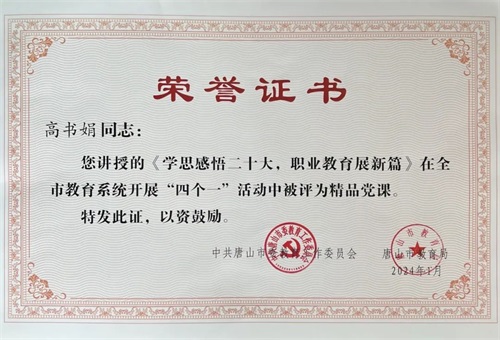 荣誉证书
高书娟同志：
您讲授的《学思感悟二十大，职业教育展新篇》在全
市教育系统开展“四个一”活动中被评为精品党课。
特发此证，以资鼓励。
中共唐山市委教育工作委员会 唐山市教育局
2024年1月